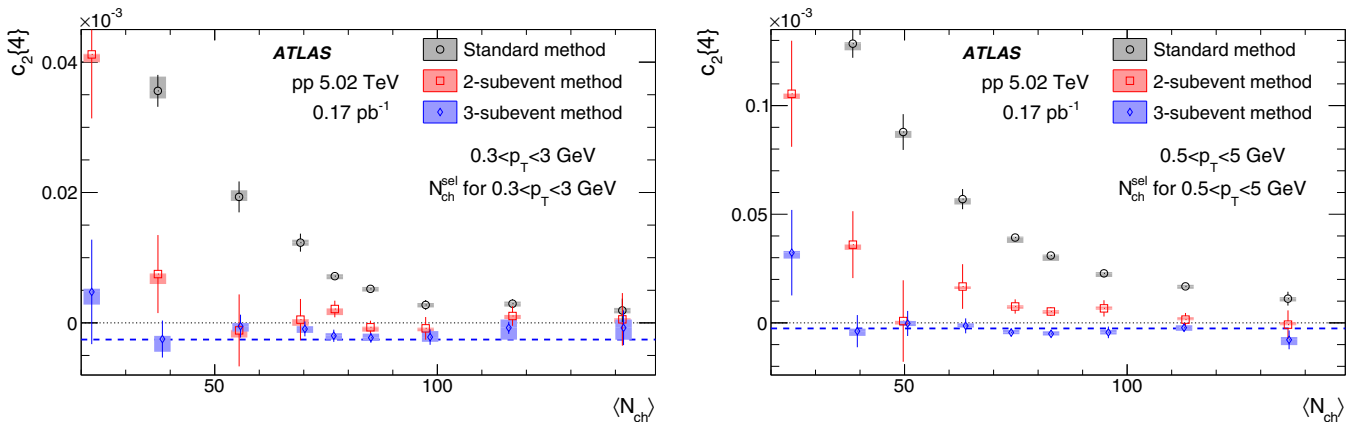 ×10⁻³
c₂{4}
0.04
0.02
0
50
100
⟨N_ch⟩
ATLAS
pp 5.02 TeV
0.17 pb⁻¹
Standard method
2-subevent method
3-subevent method
0.3<p_T<3 GeV
N_ch^sel for 0.3<p_T<3 GeV
×10⁻³
c₂{4}
0.1
0.05
0
50
100
⟨N_ch⟩
ATLAS
pp 5.02 TeV
0.17 pb⁻¹
Standard method
2-subevent method
3-subevent method
0.5<p_T<5 GeV
N_ch^sel for 0.5<p_T<5 GeV